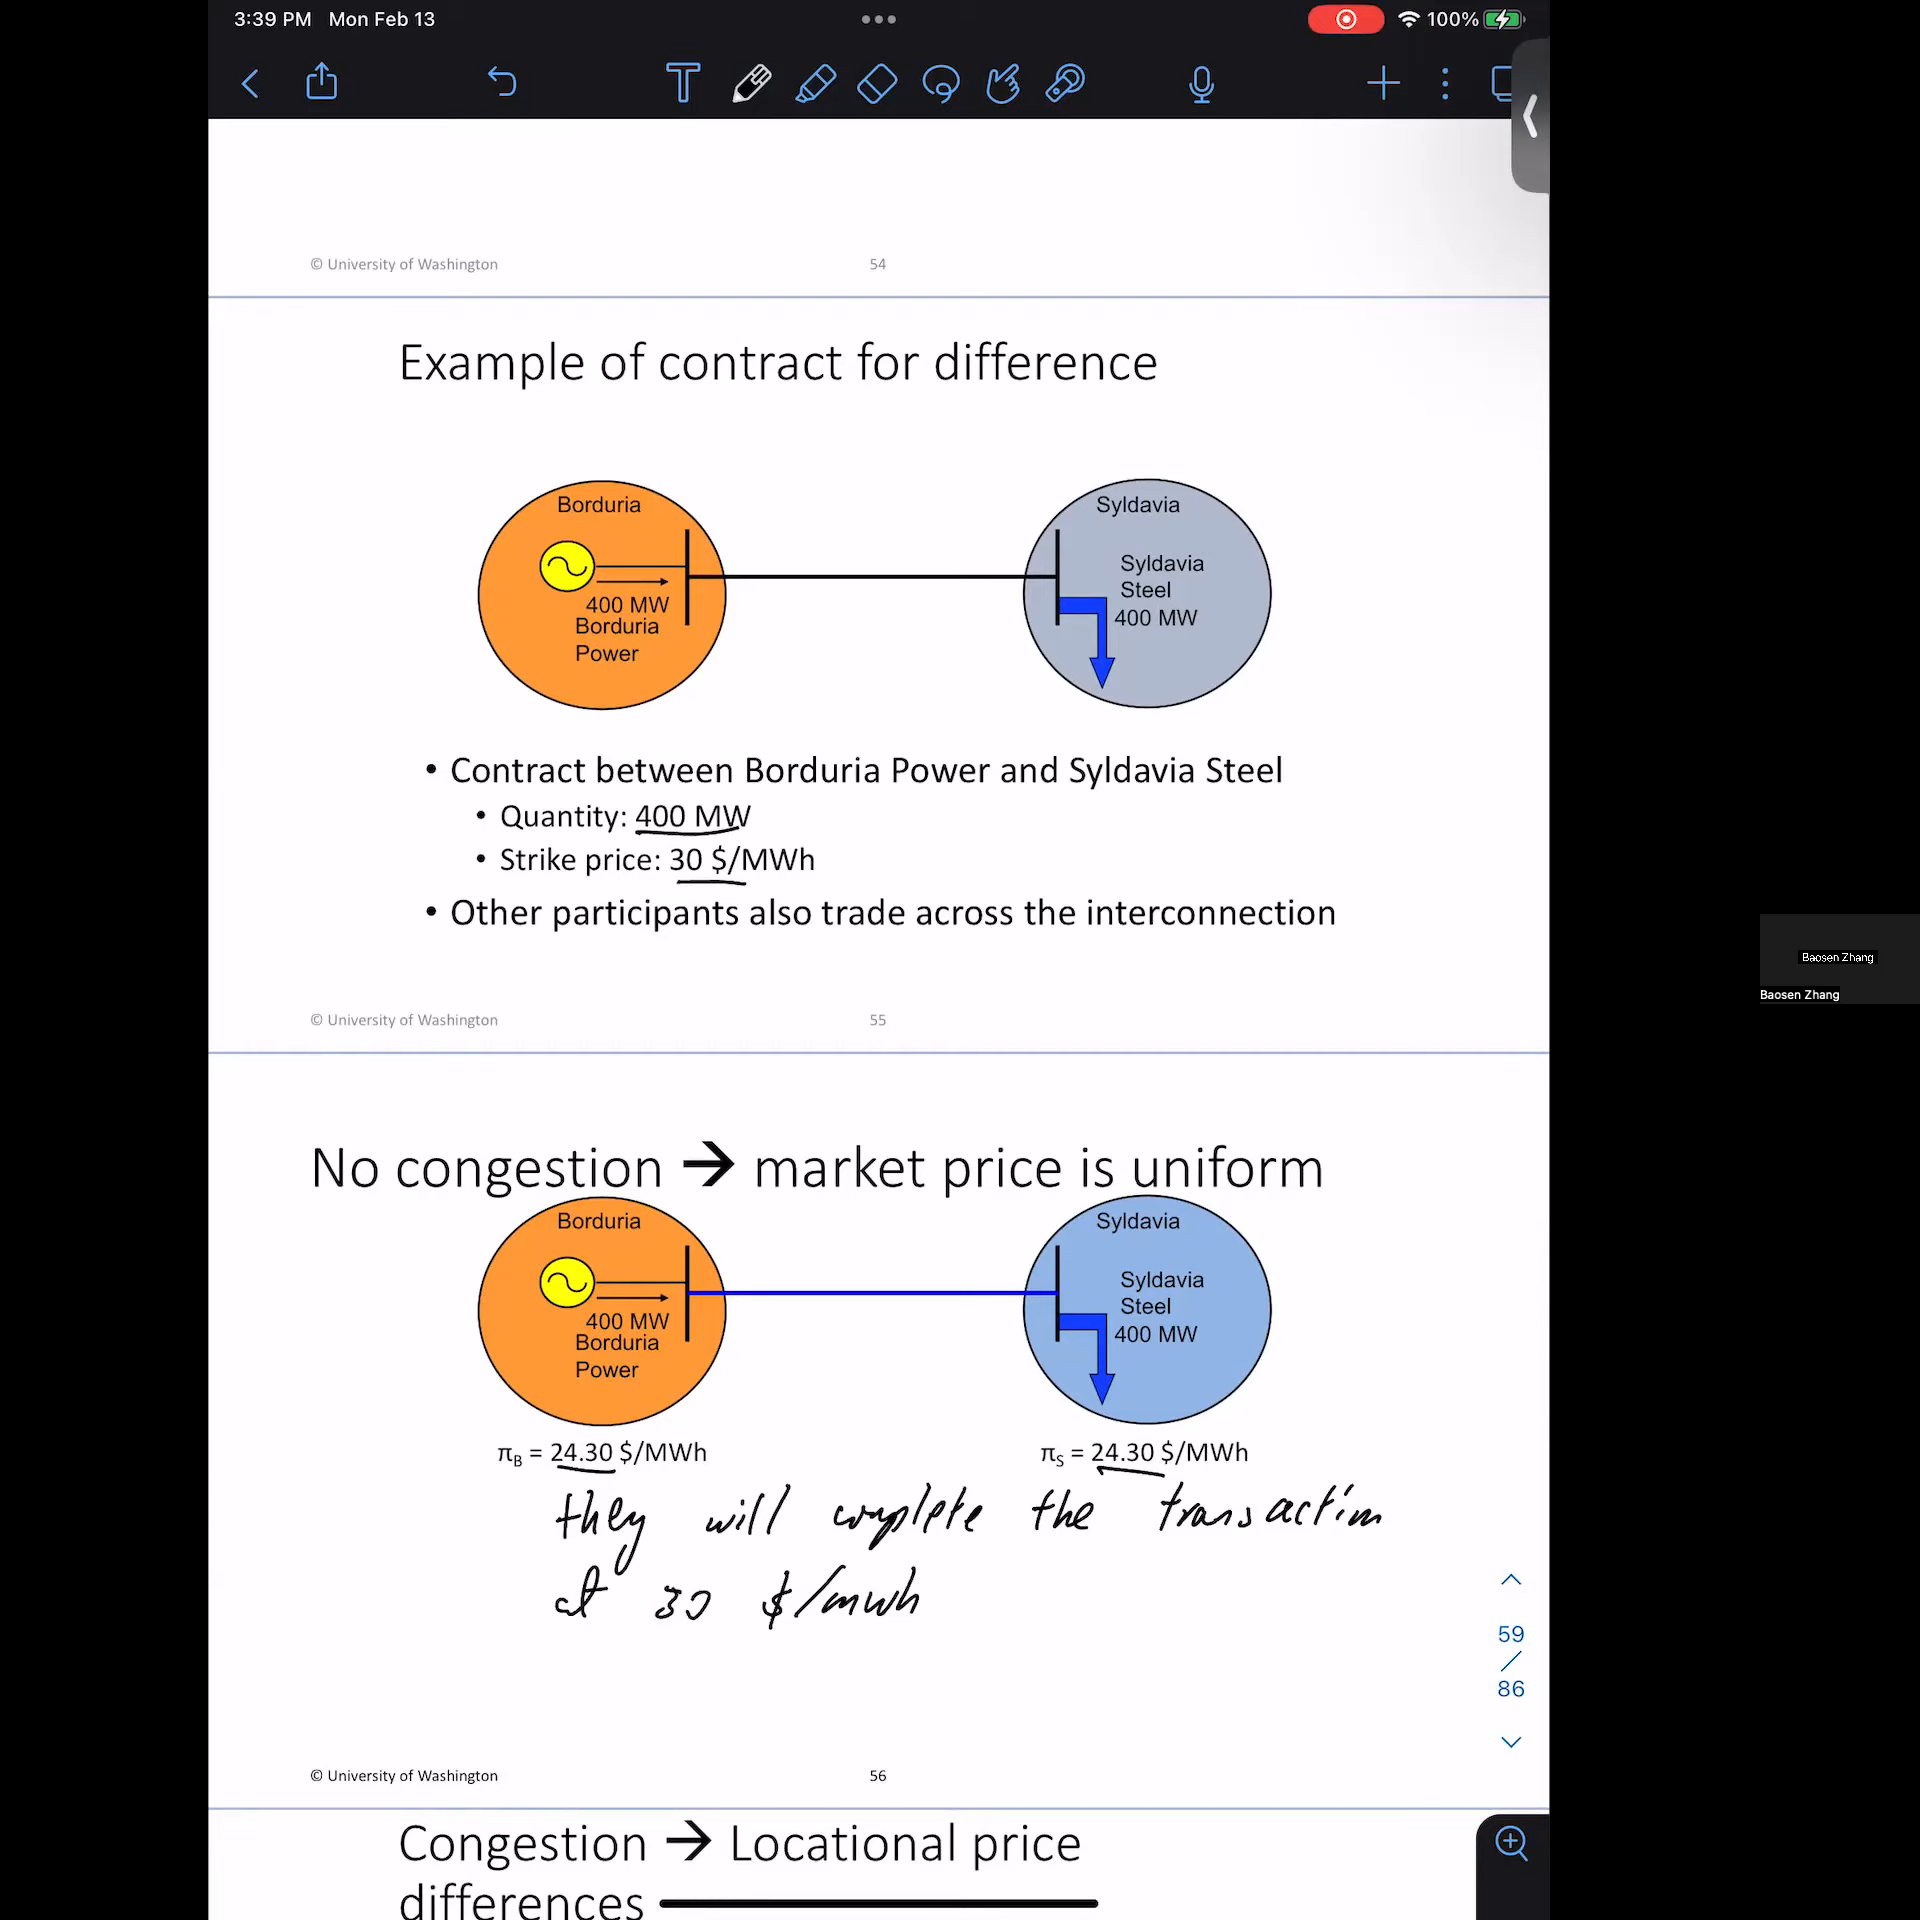 3:39 PM Mon Feb 13
100%
© University of Washington
54
Example of contract for difference
Borduria
400 MW
Borduria
Power
Syldavia
Syldavia
Steel
400 MW
• Contract between Borduria Power and Syldavia Steel
• Quantity: 400 MW
• Strike price: 30 $/MWh
• Other participants also trade across the interconnection
Baosen Zhang
Baosen Zhang
© University of Washington
55
No congestion → market price is uniform
Borduria
400 MW
Borduria
Power
Syldavia
Syldavia
Steel
400 MW
πB = 24.30 $/MWh
πS = 24.30 $/MWh
they will complete the transaction
at 30 $/mwh
59
/
86
© University of Washington
56
Congestion → Locational price
differences